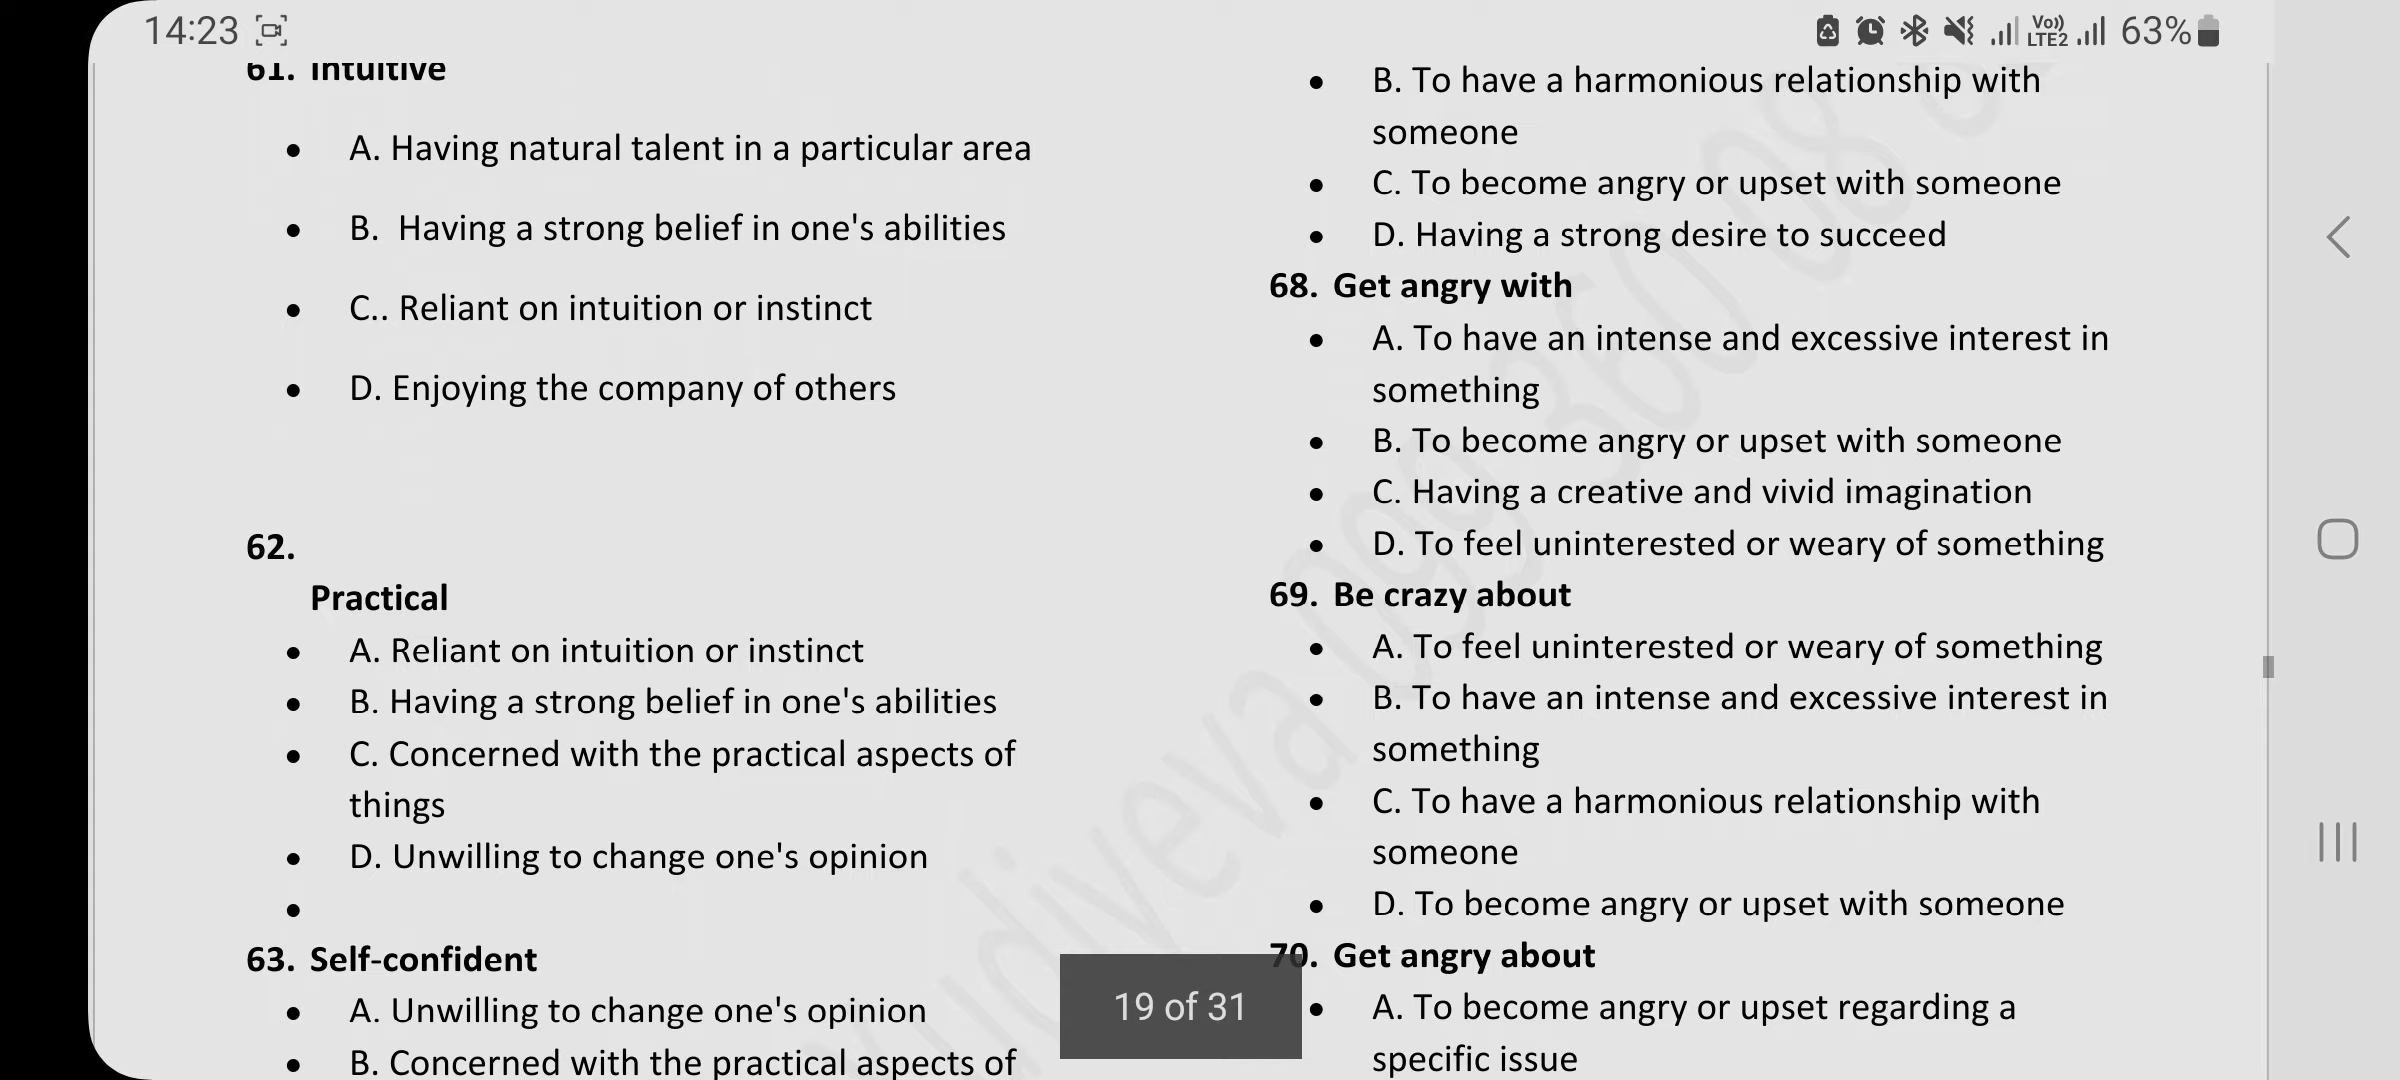 14:23
Vo)) LTE2 63%
61. Intuitive
A. Having natural talent in a particular area
B. Having a strong belief in one's abilities
C.. Reliant on intuition or instinct
D. Enjoying the company of others
62.
Practical
A. Reliant on intuition or instinct
B. Having a strong belief in one's abilities
C. Concerned with the practical aspects of
things
D. Unwilling to change one's opinion
63. Self-confident
A. Unwilling to change one's opinion
B. Concerned with the practical aspects of
B. To have a harmonious relationship with
someone
C. To become angry or upset with someone
D. Having a strong desire to succeed
68. Get angry with
A. To have an intense and excessive interest in
something
B. To become angry or upset with someone
C. Having a creative and vivid imagination
D. To feel uninterested or weary of something
69. Be crazy about
A. To feel uninterested or weary of something
B. To have an intense and excessive interest in
something
C. To have a harmonious relationship with
someone
D. To become angry or upset with someone
70. Get angry about
A. To become angry or upset regarding a
specific issue
19 of 31